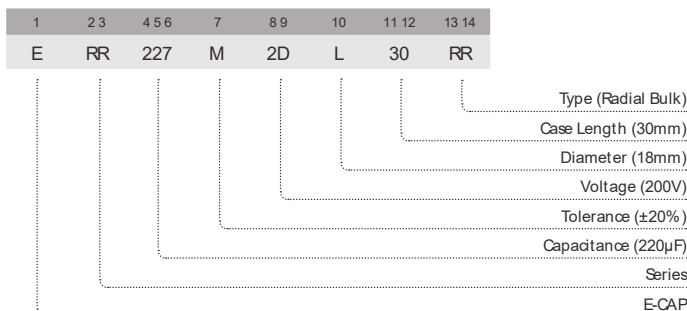 1 2 3 4 5 6 7 8 9 10 11 12 13 14
E RR 227 M 2D L 30 RR
Type (Radial Bulk)
Case Length (30mm)
Diameter (18mm)
Voltage (200V)
Tolerance (±20%)
Capacitance (220µF)
Series
E-CAP